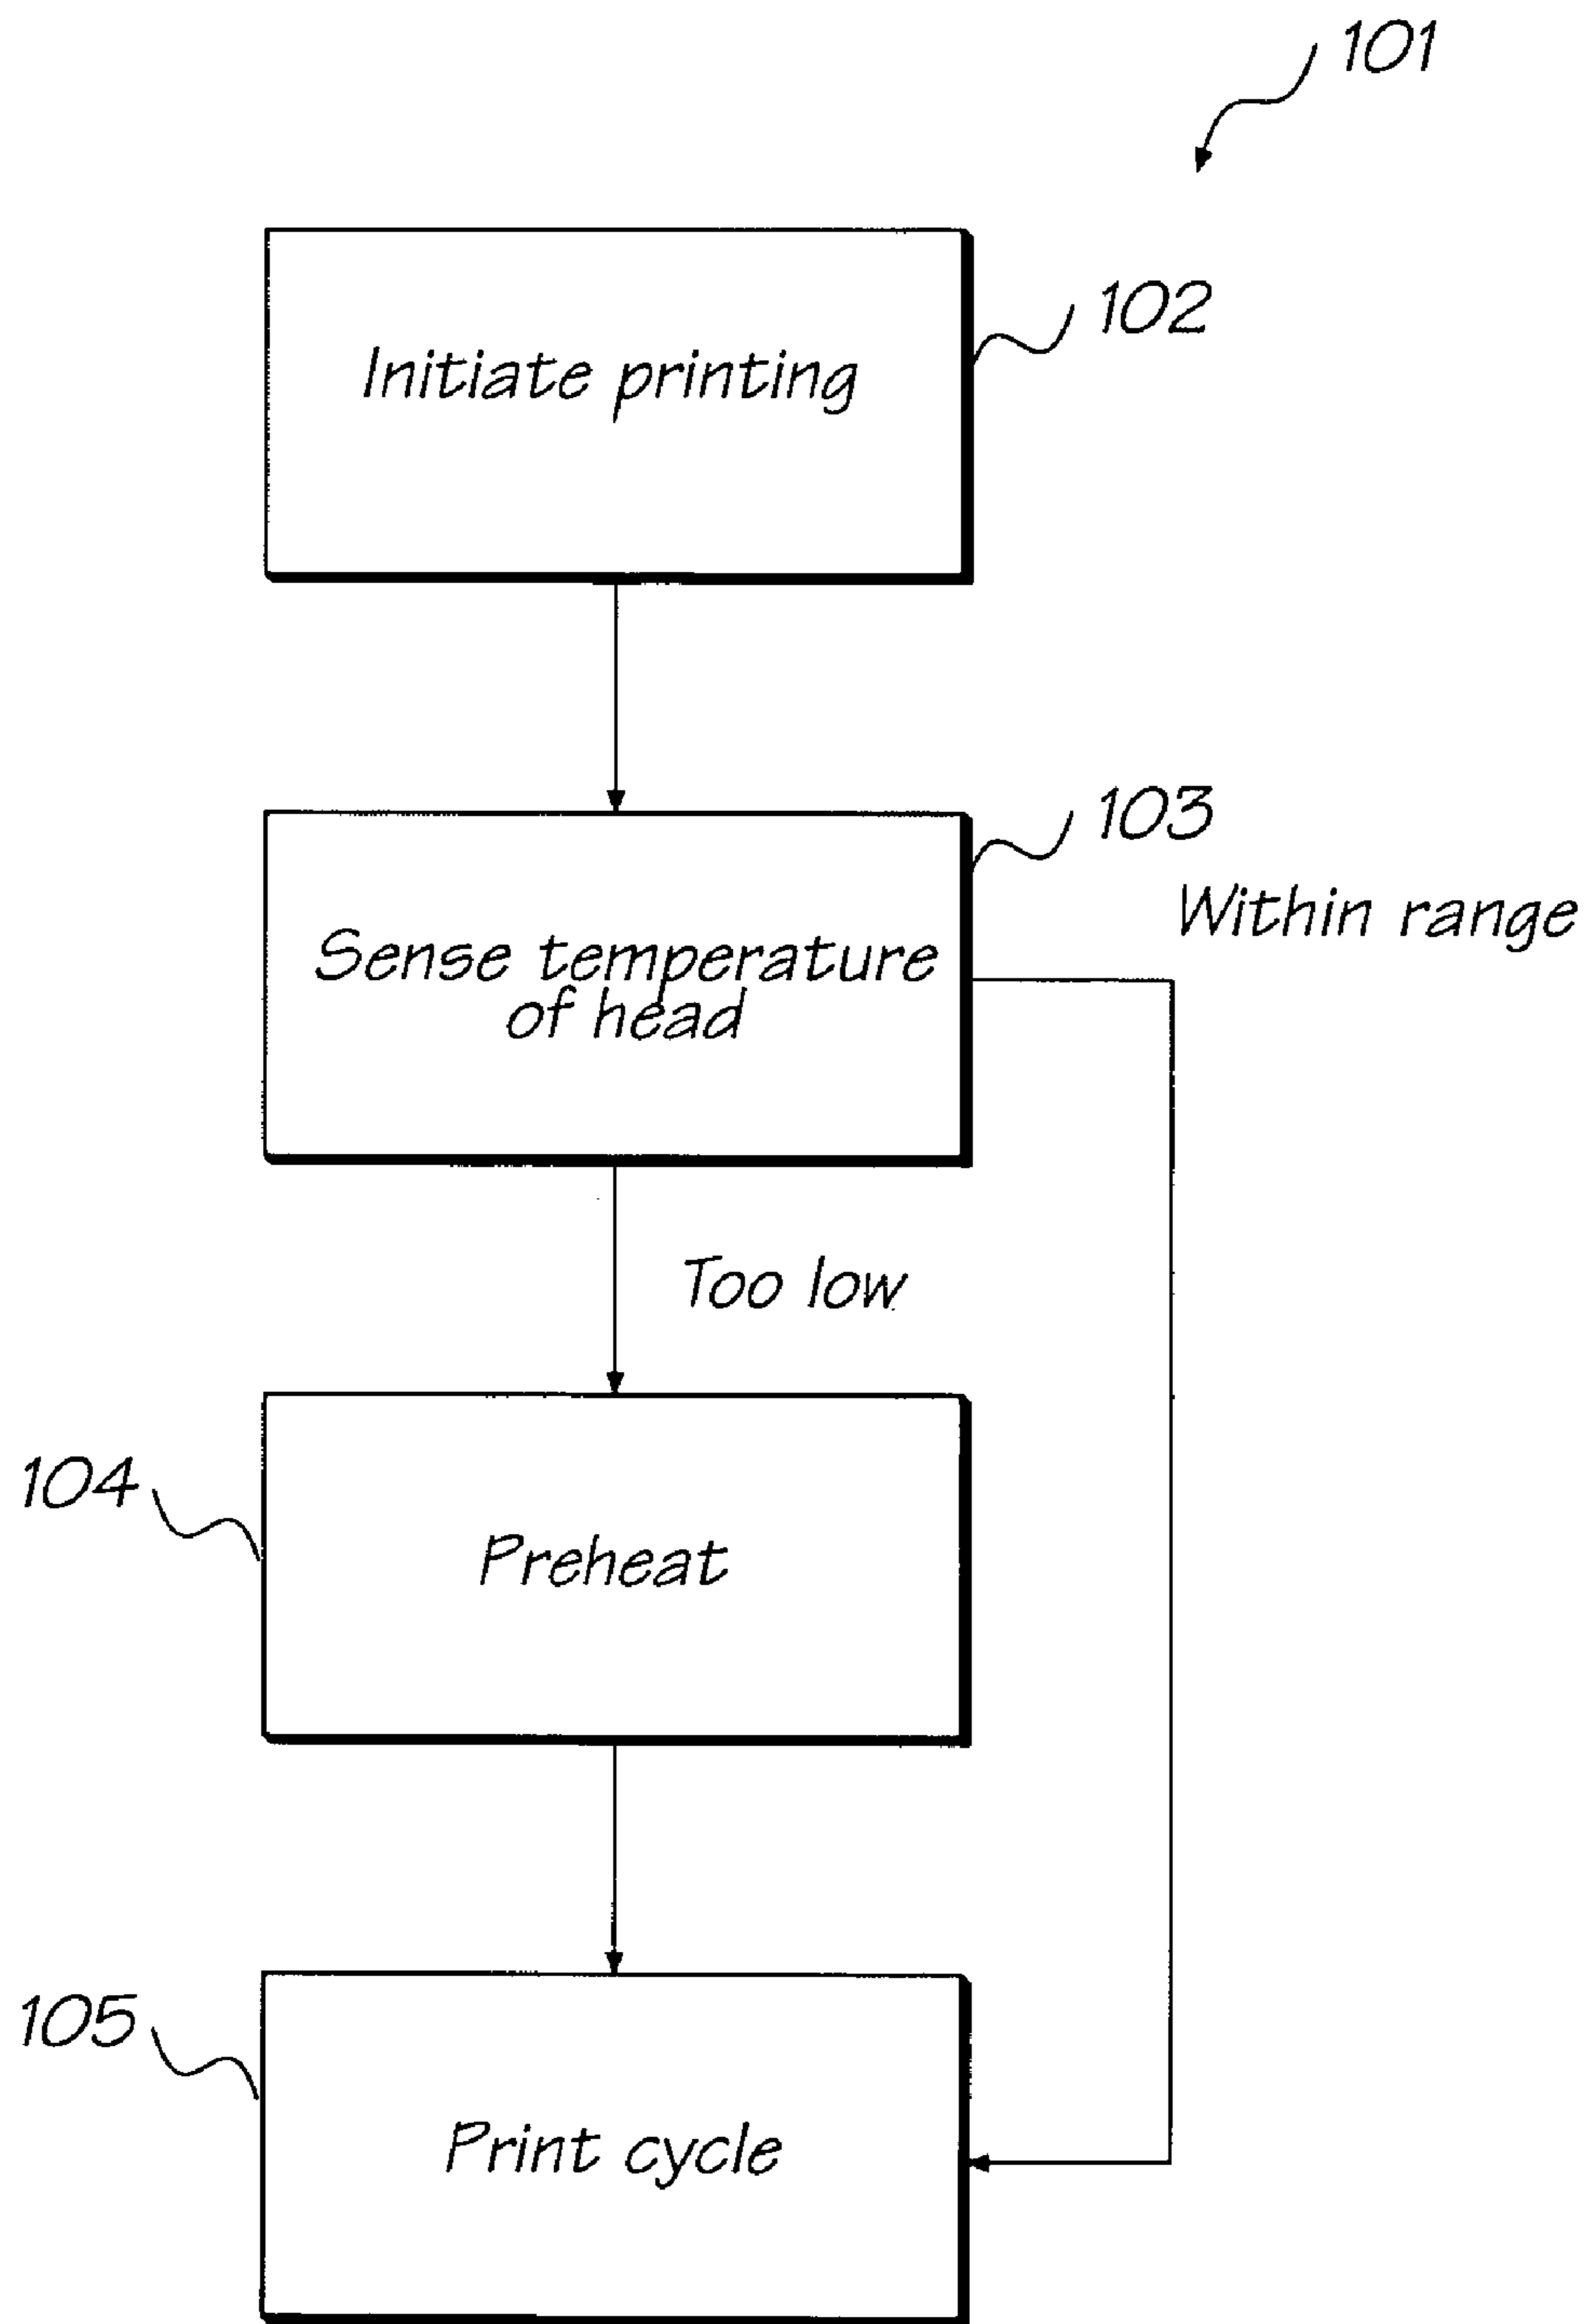 101
102
Initiate printing
103
Within range
Sense temperature
of head
Too low
104
Preheat
105
Print cycle